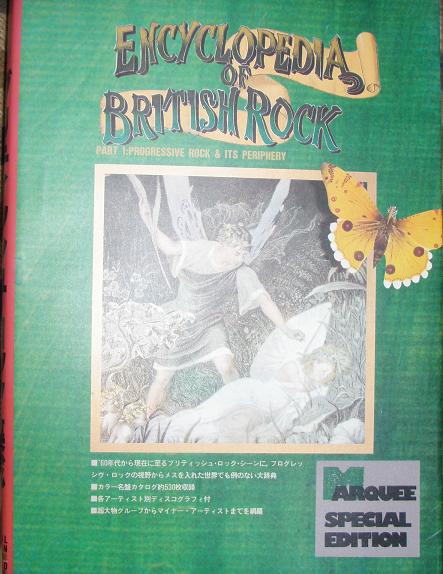 ENCYCLOPEDIA
OF
BRITISH ROCK
PART 1:PROGRESSIVE ROCK & ITS PERIPHERY
■'60年代から現在に至るブリティッシュ・ロック・シーンに、プログレッ
シヴ・ロックの視野からメスを入れた世界でも例のない大辞典
■カラー名盤カタログ約530枚収録
■各アーティスト別ディスコグラフィ付
■超大物グループからマイナー・アーティストまでを網羅
MARQUEE
SPECIAL
EDITION